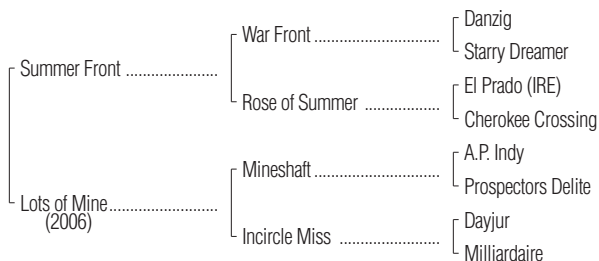 Danzig
War Front ........................
Starry Dreamer
Summer Front ......................
El Prado (IRE)
Rose of Summer ..................
Cherokee Crossing
A.P. Indy
Mineshaft ........................
Prospectors Delite
Lots of Mine..........................
(2006)
Dayjur
Incircle Miss ........................
Milliardaire